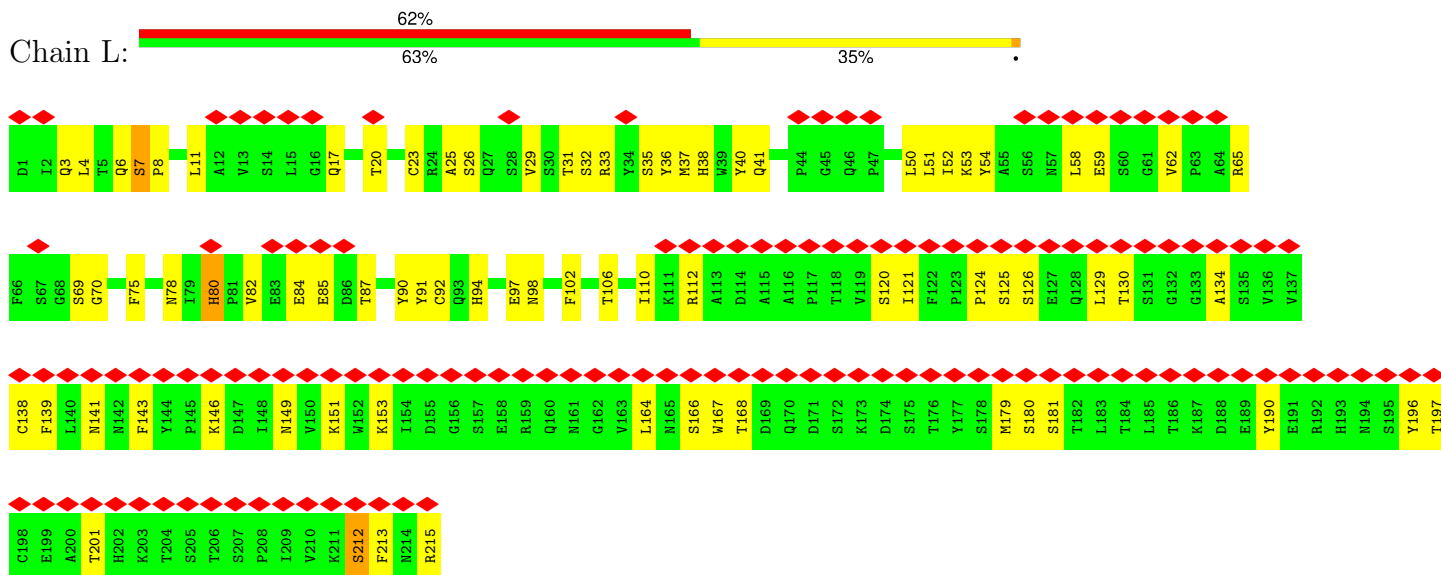 62%
Chain L:
63% 35% •
D1 I2 Q3 L4 T5 Q6 S7 P8 L11 A12 V13 S14 L15 G16 Q17 T20 C23 R24 A25 S26 Q27 S28 V29 S30 T31 S32 R33 Y34 S35 Y36 M37 H38 W39 Y40 Q41 P44 G45 Q46 P47 L50 L51 I52 K53 Y54 A55 S56 N57 L58 E59 S60 G61 V62 P63 A64 R65
F66 S67 G68 S69 G70 F75 N78 I79 H80 P81 V82 E83 E84 E85 D86 T87 Y90 Y91 C92 Q93 H94 E97 N98 F102 T106 I110 K111 R112 A113 D114 A115 A116 P117 T118 V119 S120 I121 F122 P123 P124 S125 S126 E127 Q128 L129 T130 S131 G132 G133 A134 S135 V136 V137
C138 F139 L140 N141 N142 F143 Y144 P145 K146 D147 I148 N149 V150 K151 W152 K153 I154 D155 G156 S157 E158 R159 Q160 N161 G162 V163 L164 N165 S166 W167 T168 D169 Q170 D171 S172 K173 D174 S175 T176 Y177 S178 M179 S180 S181 T182 L183 T184 L185 T186 K187 D188 E189 Y190 E191 R192 H193 N194 S195 Y196 T197
C198 E199 A200 T201 H202 K203 T204 S205 T206 S207 P208 I209 V210 K211 S212 F213 N214 R215